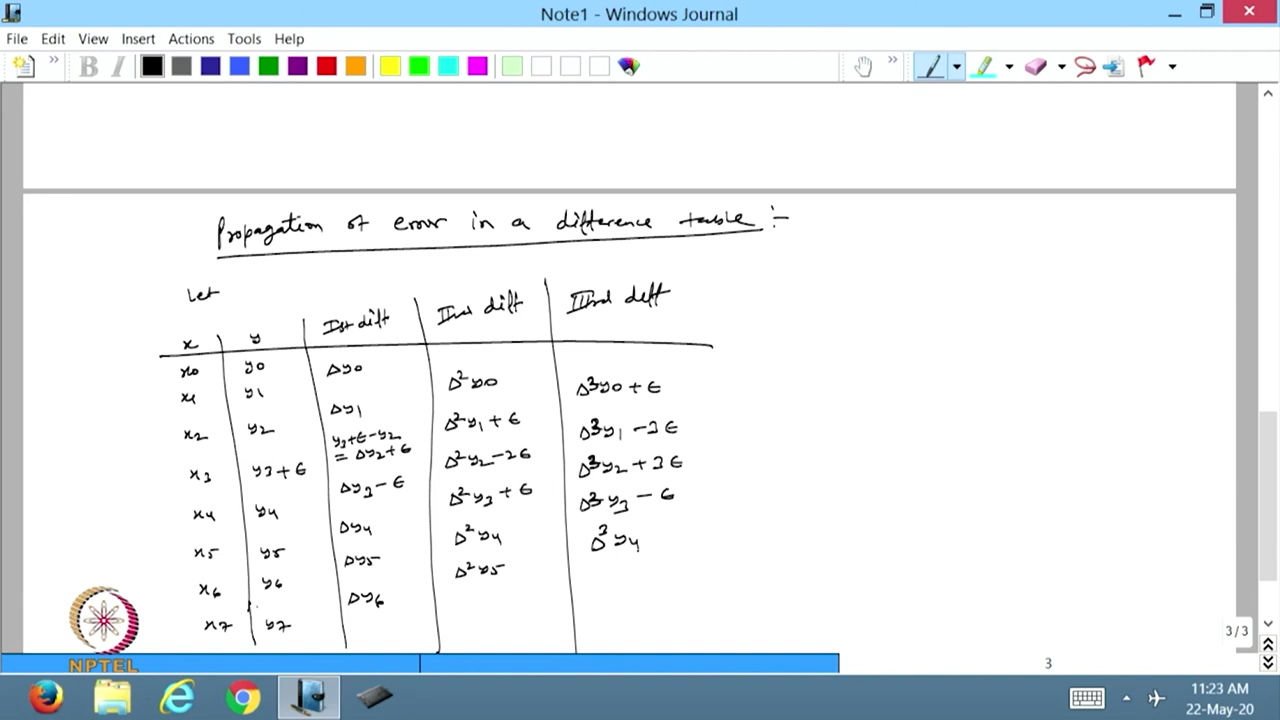 Note1 - Windows Journal
File Edit View Insert Actions Tools Help
Propagation of error in a difference table :-
Let
x y Ist diff IInd diff IIIrd diff
x0 y0 Δy0 Δ²y0 Δ³y0 + ϵ
x1 y1 Δy1 Δ²y1 + ϵ Δ³y1 - 3ϵ
x2 y2 y3+ϵ-y2
= Δy2+ϵ Δ²y2 - 2ϵ Δ³y2 + 3ϵ
x3 y3+ϵ Δy3 - ϵ Δ²y3 + ϵ Δ³y3 - ϵ
x4 y4 Δy4 Δ²y4 Δ³y4
x5 y5 Δy5 Δ²y5
x6 y6 Δy6
x7 y7
NPTEL
3/3
3
11:23 AM
22-May-20